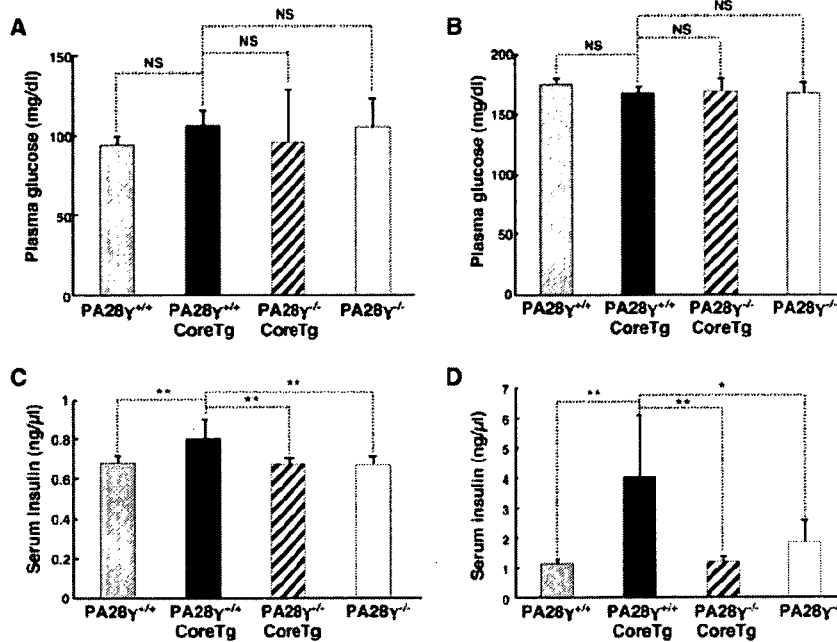 A
NS
NS
NS
Plasma glucose (mg/dl)
150
100
50
0
PA28γ+/+ PA28γ+/+ PA28γ-/- PA28γ-/-
CoreTg CoreTg
B
NS
NS
NS
Plasma glucose (mg/dl)
200
150
100
50
0
PA28γ+/+ PA28γ+/+ PA28γ-/- PA28γ-/-
CoreTg CoreTg
C
**
**
**
Serum Insulin (ng/μl)
1
0.8
0.6
0.4
0.2
0
PA28γ+/+ PA28γ+/+ PA28γ-/- PA28γ-/-
CoreTg CoreTg
D
*
**
**
Serum insulin (ng/μl)
7
6
5
4
3
2
1
0
PA28γ+/+ PA28γ+/+ PA28γ-/- PA28γ-/-
CoreTg CoreTg